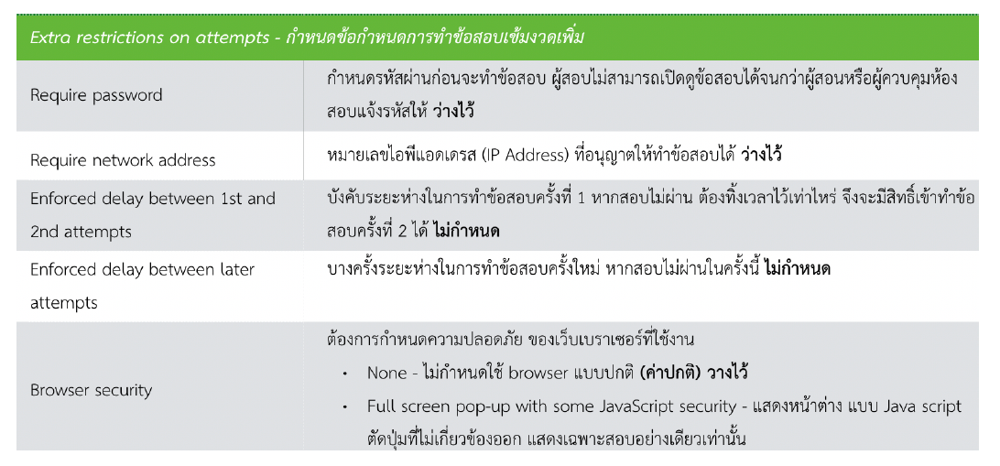 Extra restrictions on attempts - กำหนดข้อกำหนดการทำข้อสอบเข้มงวดเพิ่ม
Require password
กำหนดรหัสผ่านก่อนจะทำข้อสอบ ผู้สอบไม่สามารถเปิดดูข้อสอบได้จนกว่าผู้สอนหรือผู้ควบคุมห้อง
สอบแจ้งรหัสให้ ว่างไว้
Require network address
หมายเลขไอพีแอดเดรส (IP Address) ที่อนุญาตให้ทำข้อสอบได้ ว่างไว้
Enforced delay between 1st and
2nd attempts
บังคับระยะห่างในการทำข้อสอบครั้งที่ 1 หากสอบไม่ผ่าน ต้องทิ้งเวลาไว้เท่าไหร่ จึงจะมีสิทธิ์เข้าทำข้อ
สอบครั้งที่ 2 ได้ ไม่กำหนด
Enforced delay between later
attempts
บางครั้งระยะห่างในการทำข้อสอบครั้งใหม่ หากสอบไม่ผ่านในครั้งนี้ ไม่กำหนด
Browser security
ต้องการกำหนดความปลอดภัย ของเว็บเบราเซอร์ที่ใช้งาน
• None - ไม่กำหนดใช้ browser แบบปกติ (ค่าปกติ) วางไว้
• Full screen pop-up with some JavaScript security - แสดงหน้าต่าง แบบ Java script
ตัดปุ่มที่ไม่เกี่ยวข้องออก แสดงเฉพาะสอบอย่างเดียวเท่านั้น